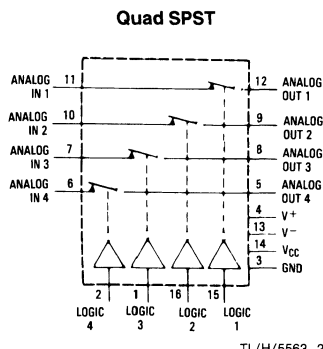 Quad SPST
ANALOG IN 1 11
12 ANALOG OUT 1
ANALOG IN 2 10
9 ANALOG OUT 2
ANALOG IN 3 7
8 ANALOG OUT 3
ANALOG IN 4 6
5 ANALOG OUT 4
4 V+
13 V−
14 VCC
3 GND
2 1 16 15
LOGIC 4
LOGIC 3
LOGIC 2
LOGIC 1
TL/H/5563-2